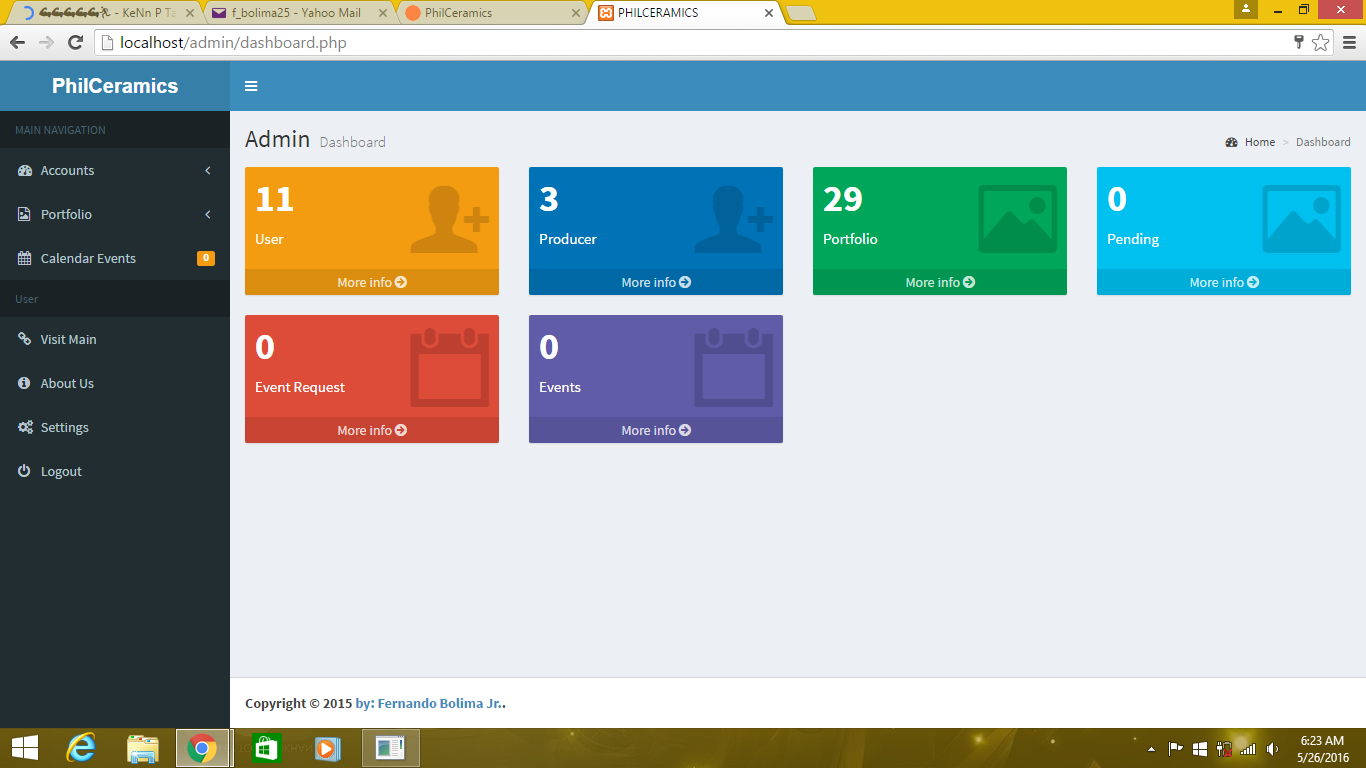 - KeNn P Ta
f_bolima25 - Yahoo Mail
PhilCeramics
PHILCERAMICS
localhost/admin/dashboard.php
PhilCeramics
MAIN NAVIGATION
Accounts
Portfolio
Calendar Events 0
User
Visit Main
About Us
Settings
Logout
Admin Dashboard
Home > Dashboard
11
User
More info
3
Producer
More info
29
Portfolio
More info
0
Pending
More info
0
Event Request
More info
0
Events
More info
Copyright © 2015 by: Fernando Bolima Jr..
6:23 AM
5/26/2016